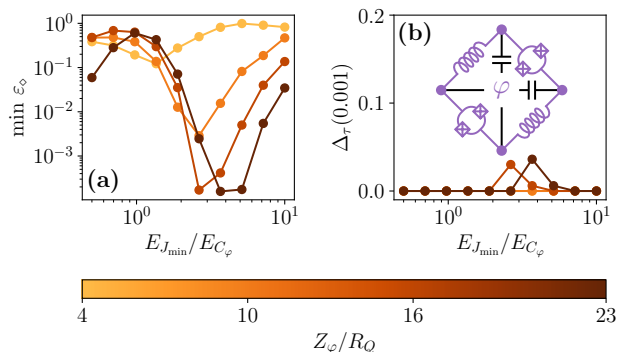 (a)
min ε⋄
10⁰
10⁻¹
10⁻²
10⁻³
10⁰
10¹
E_{J_min}/E_{C_φ}
(b)
φ
Δ_τ(0.001)
0.2
0.1
0.0
10⁰
10¹
E_{J_min}/E_{C_φ}
4
10
16
23
Z_φ/R_Q